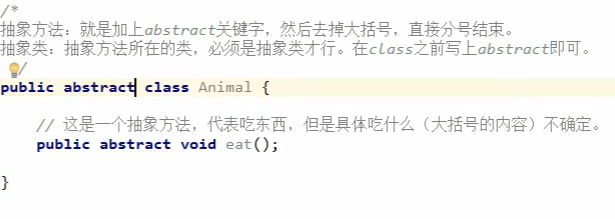 /*
抽象方法：就是加上abstract关键字，然后去掉大括号，直接分号结束。
抽象类：抽象方法所在的类，必须是抽象类才行。在class之前写上abstract即可。
/
public abstract class Animal {
// 这是一个抽象方法，代表吃东西，但是具体吃什么（大括号的内容）不确定。
public abstract void eat();
}